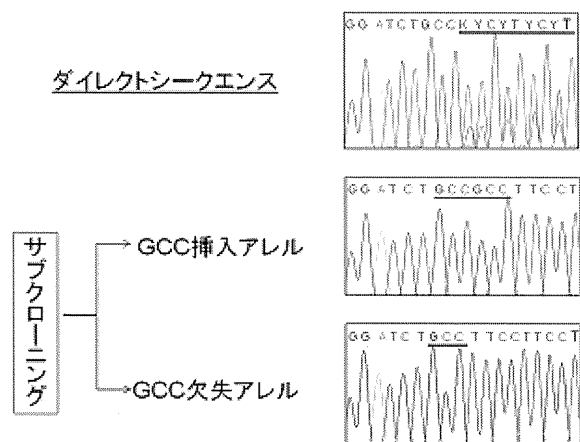 GG ATCTGCCKYCYTYCYT
ダイレクトシークエンス
GG ATCTGCCGCCTTCCT
サブクローニング
GCC挿入アレル
GG ATCTGCCTTCCTTCCT
GCC欠失アレル